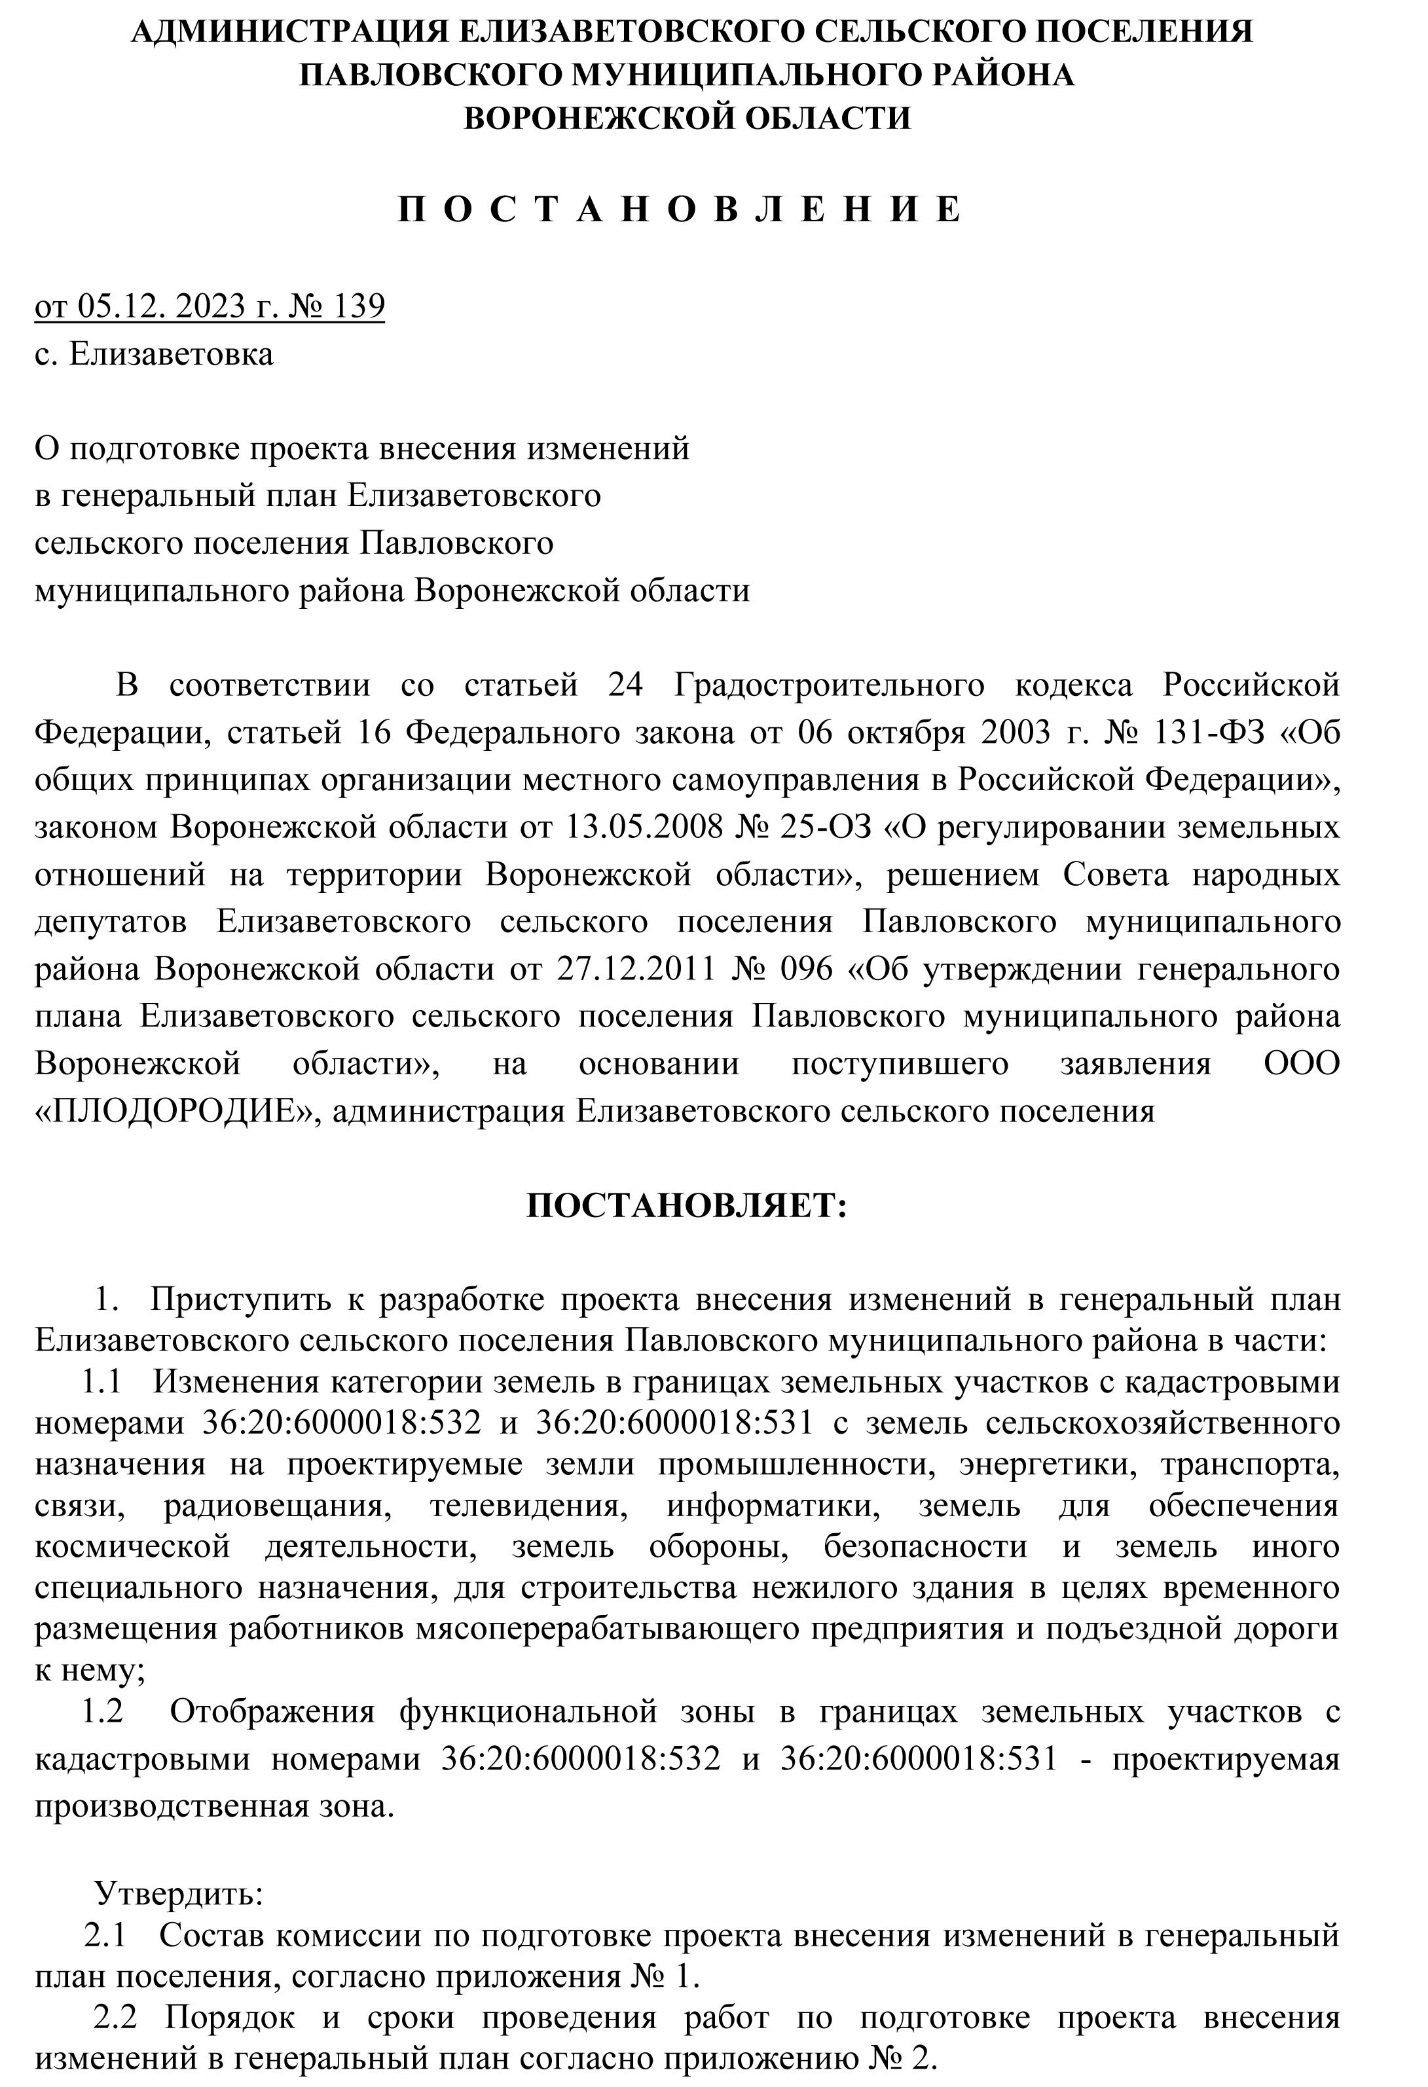 АДМИНИСТРАЦИЯ ЕЛИЗАВЕТОВСКОГО СЕЛЬСКОГО ПОСЕЛЕНИЯ
ПАВЛОВСКОГО МУНИЦИПАЛЬНОГО РАЙОНА
ВОРОНЕЖСКОЙ ОБЛАСТИ
П О С Т А Н О В Л Е Н И Е
от 05.12. 2023 г. № 139
с. Елизаветовка
О подготовке проекта внесения изменений
в генеральный план Елизаветовского
сельского поселения Павловского
муниципального района Воронежской области
В соответствии со статьей 24 Градостроительного кодекса Российской
Федерации, статьей 16 Федерального закона от 06 октября 2003 г. № 131-ФЗ «Об
общих принципах организации местного самоуправления в Российской Федерации»,
законом Воронежской области от 13.05.2008 № 25-ОЗ «О регулировании земельных
отношений на территории Воронежской области», решением Совета народных
депутатов Елизаветовского сельского поселения Павловского муниципального
района Воронежской области от 27.12.2011 № 096 «Об утверждении генерального
плана Елизаветовского сельского поселения Павловского муниципального района
Воронежской области», на основании поступившего заявления ООО
«ПЛОДОРОДИЕ», администрация Елизаветовского сельского поселения
ПОСТАНОВЛЯЕТ:
1. Приступить к разработке проекта внесения изменений в генеральный план
Елизаветовского сельского поселения Павловского муниципального района в части:
1.1 Изменения категории земель в границах земельных участков с кадастровыми
номерами 36:20:6000018:532 и 36:20:6000018:531 с земель сельскохозяйственного
назначения на проектируемые земли промышленности, энергетики, транспорта,
связи, радиовещания, телевидения, информатики, земель для обеспечения
космической деятельности, земель обороны, безопасности и земель иного
специального назначения, для строительства нежилого здания в целях временного
размещения работников мясоперерабатывающего предприятия и подъездной дороги
к нему;
1.2 Отображения функциональной зоны в границах земельных участков с
кадастровыми номерами 36:20:6000018:532 и 36:20:6000018:531 - проектируемая
производственная зона.
Утвердить:
2.1 Состав комиссии по подготовке проекта внесения изменений в генеральный
план поселения, согласно приложения № 1.
2.2 Порядок и сроки проведения работ по подготовке проекта внесения
изменений в генеральный план согласно приложению № 2.